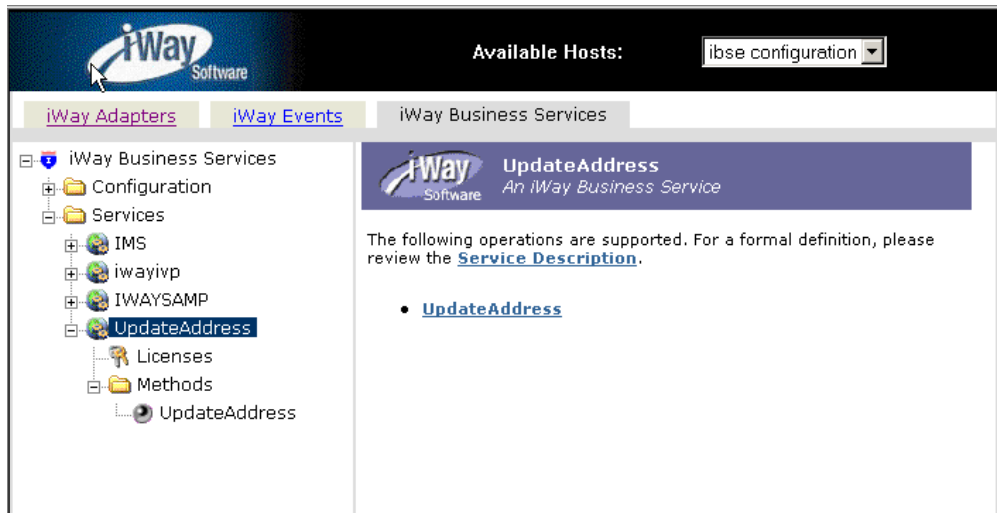 iWay
Software
Available Hosts:
ibse configuration
iWay Adapters
iWay Events
iWay Business Services
iWay Business Services
Configuration
Services
IMS
iwayivp
IWAYSAMP
UpdateAddress
Licenses
Methods
UpdateAddress
iWay
Software
UpdateAddress
An iWay Business Service
The following operations are supported. For a formal definition, please
review the Service Description.
• UpdateAddress